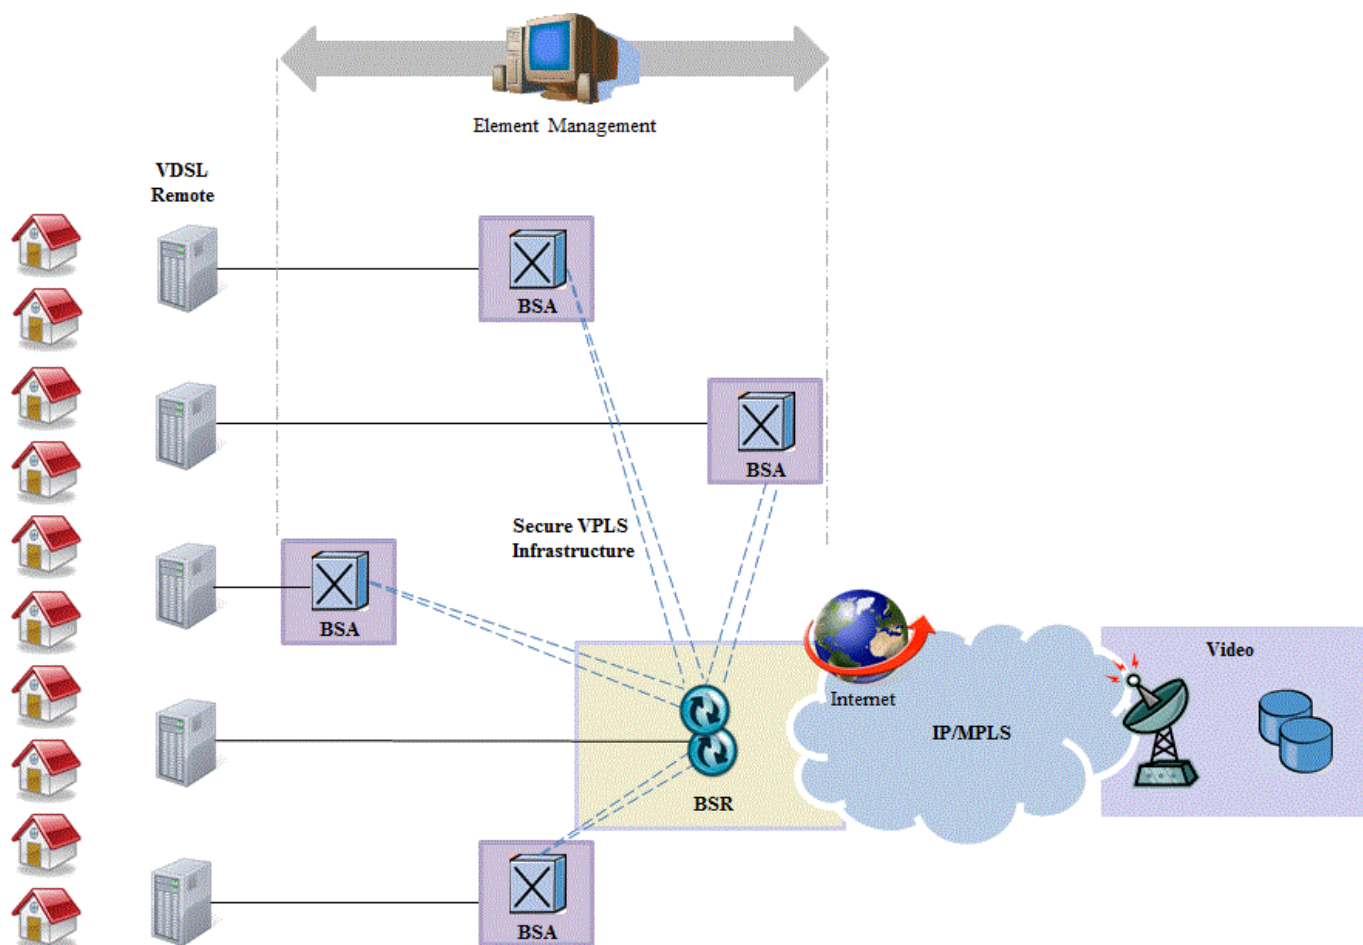 Element Management
VDSL
Remote
BSA
BSA
Secure VPLS
Infrastructure
BSA
Video
Internet
IP/MPLS
BSR
BSA